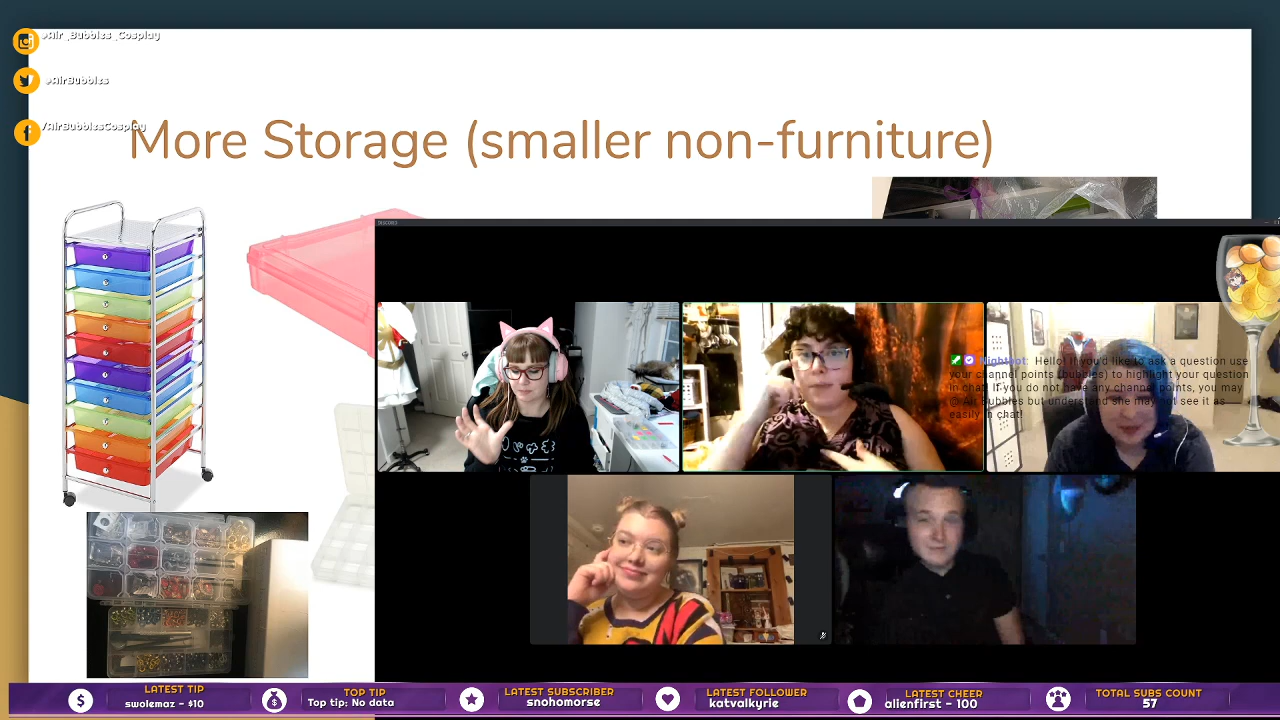 @Air_Bubbles_Cosplay
@AirBubbles
/AirBubblesCosplay
More Storage (smaller non-furniture)
DISCORD
Nightbot: Hello! If you'd like to ask a question use
your channel points (bubbles) to highlight your question
in chat! If you do not have any channel points, you may
@Air_Bubbles but understand she may not see it as
easily in chat!
LATEST TIP
swolemaz - $10
TOP TIP
Top tip: No data
LATEST SUBSCRIBER
snohomorse
LATEST FOLLOWER
katvalkyrie
LATEST CHEER
alienfirst - 100
TOTAL SUBS COUNT
57